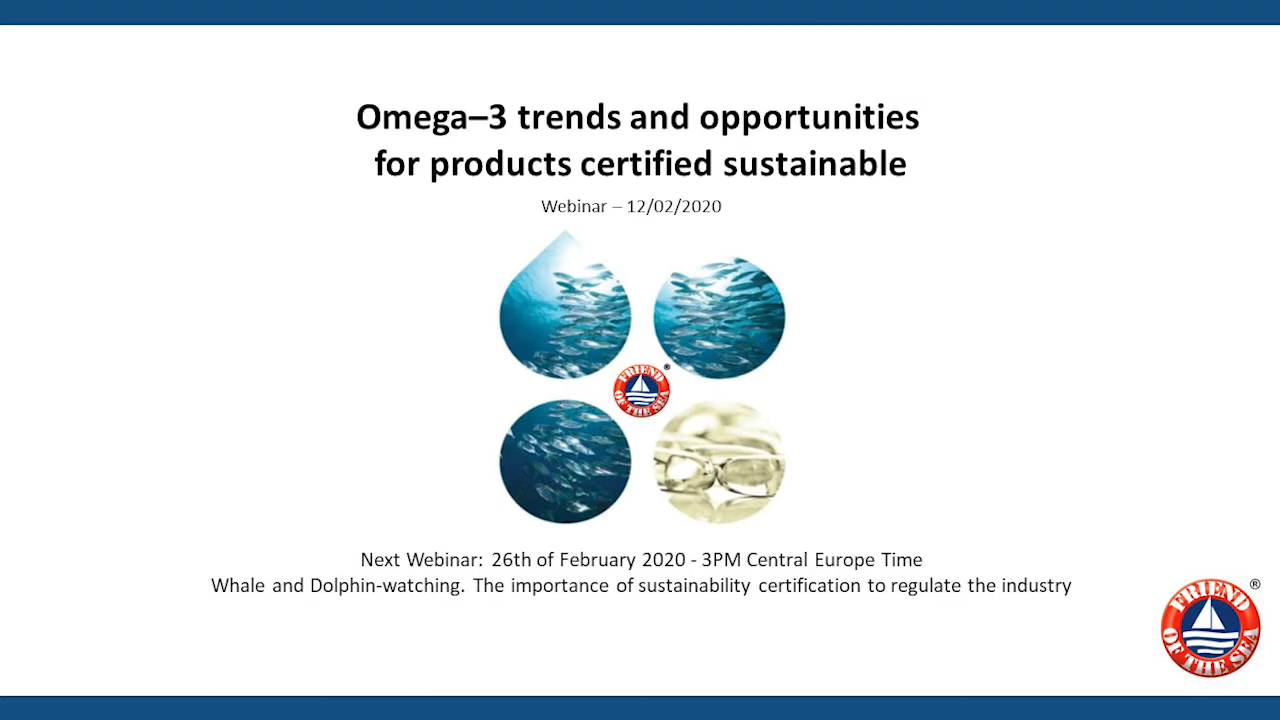 Omega–3 trends and opportunities
for products certified sustainable
Webinar – 12/02/2020
FRIEND
OF THE SEA
®
Next Webinar: 26th of February 2020 - 3PM Central Europe Time
Whale and Dolphin-watching. The importance of sustainability certification to regulate the industry
FRIEND
OF THE SEA
®